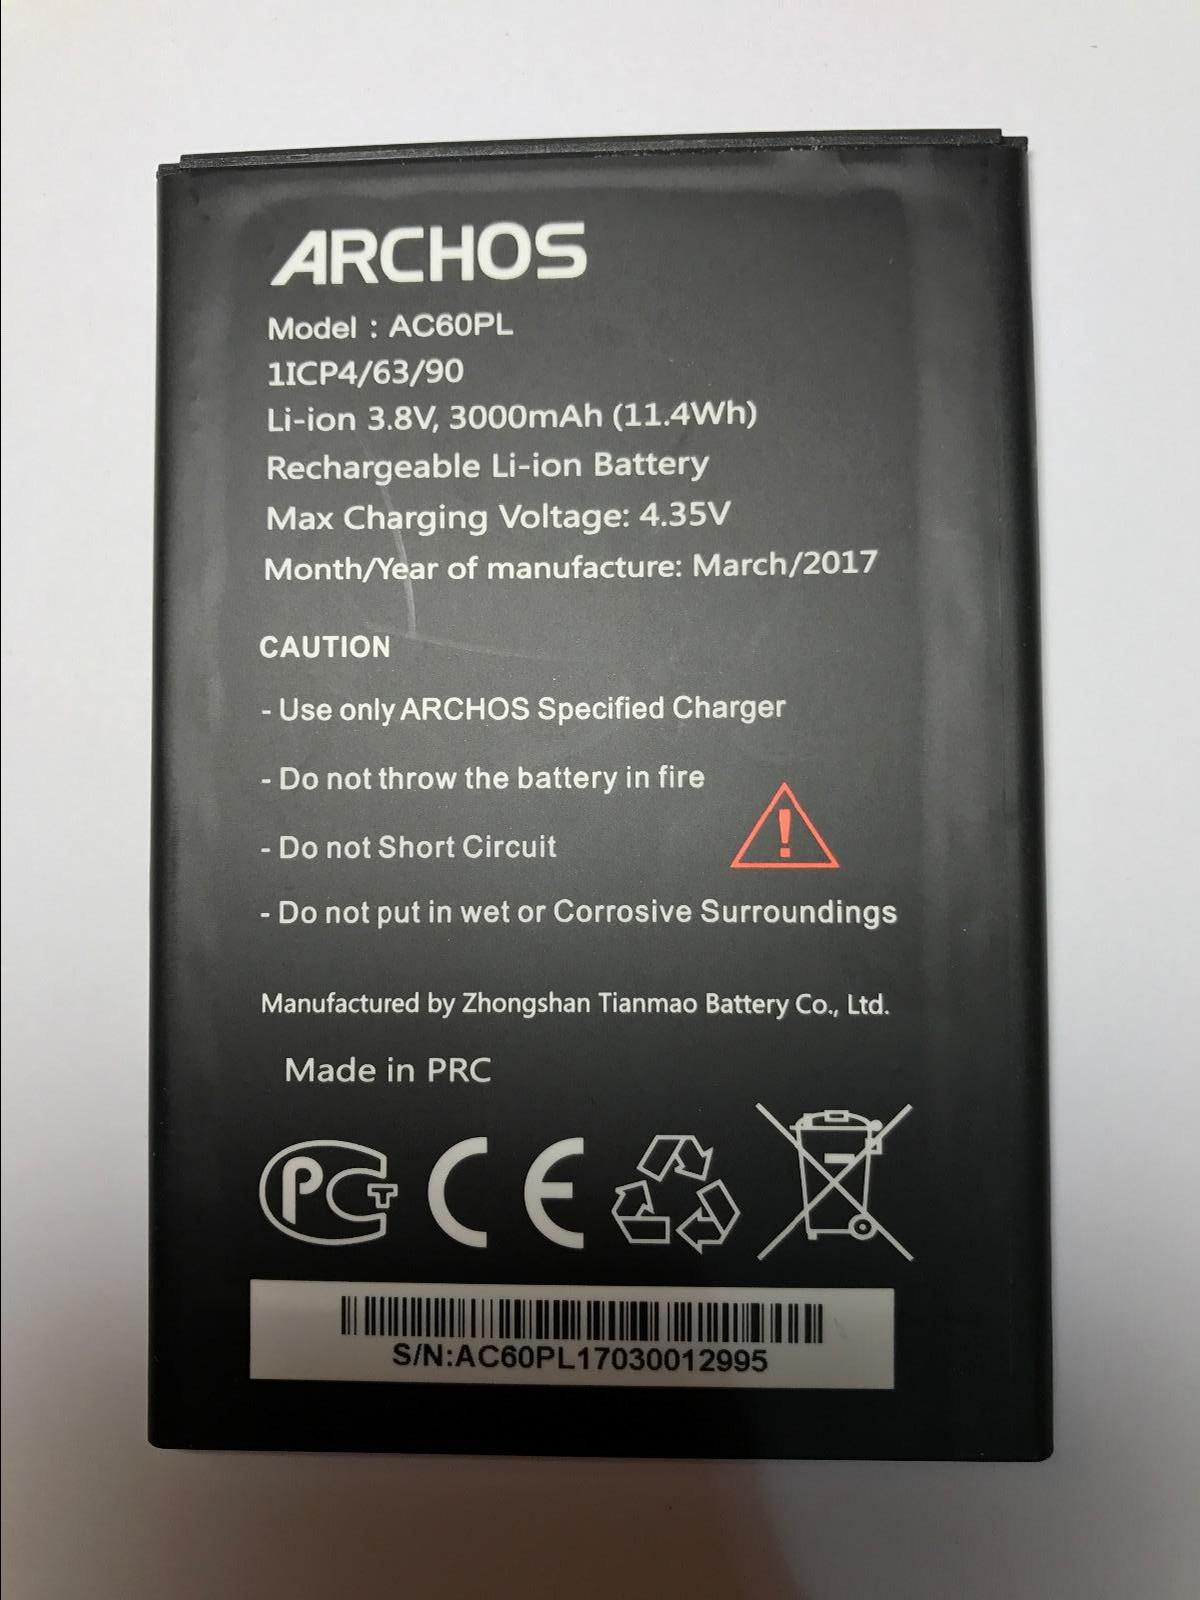 ARCHOS
Model : AC60PL
1ICP4/63/90
Li-ion 3.8V, 3000mAh (11.4Wh)
Rechargeable Li-ion Battery
Max Charging Voltage: 4.35V
Month/Year of manufacture: March/2017
CAUTION
- Use only ARCHOS Specified Charger
- Do not throw the battery in fire
- Do not Short Circuit
- Do not put in wet or Corrosive Surroundings
Manufactured by Zhongshan Tianmao Battery Co., Ltd.
Made in PRC
PCT CE
S/N:AC60PL17030012995